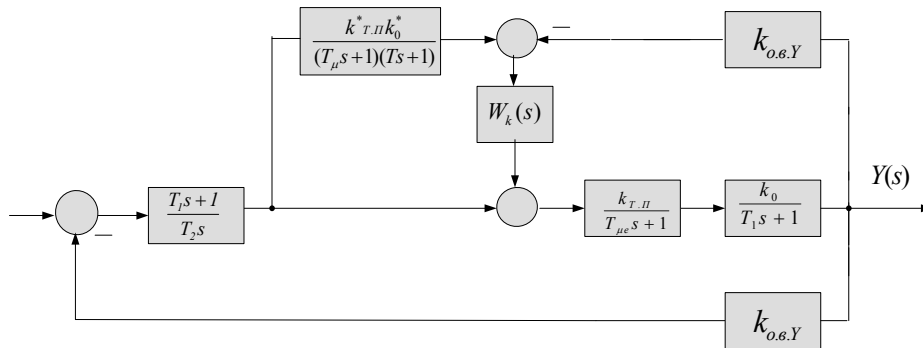 k*т.п k*0
(Tμs+1)(Ts+1)
—
kо.в.Y
Wk(s)
Y(s)
T1s+1
T2s
—
kТ.П
Tμes+1
k0
T1s+1
kо.в.Y